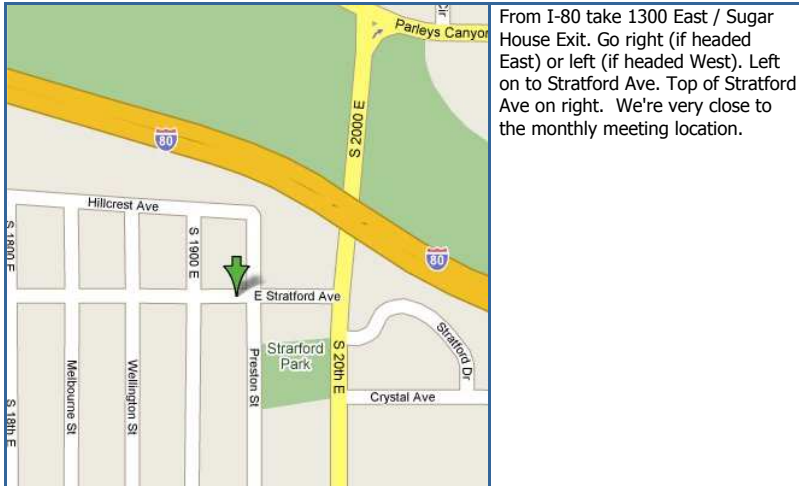 Cir
Parleys Canyon
S 2000 E
80
Hillcrest Ave
S 1800 E
S 1900 E
80
E Stratford Ave
Strarford
Park
Stratford Dr
S 20th E
Preston St
Melbourne St
Wellington St
S 18th E
Crystal Ave
From I-80 take 1300 East / Sugar
House Exit. Go right (if headed
East) or left (if headed West). Left
on to Stratford Ave. Top of Stratford
Ave on right.  We're very close to
the monthly meeting location.